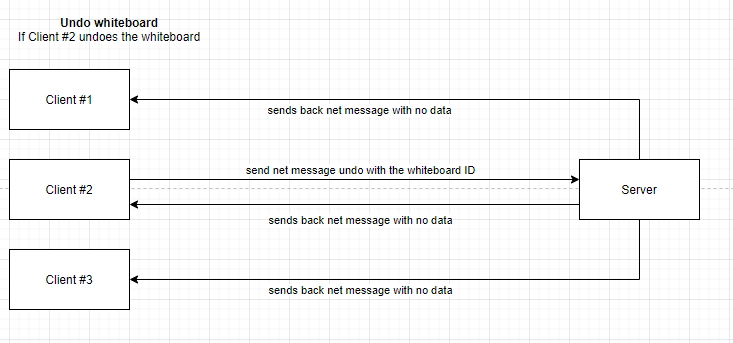 Undo whiteboard
If Client #2 undoes the whiteboard
Client #1
sends back net message with no data
send net message undo with the whiteboard ID
Client #2
Server
sends back net message with no data
Client #3
sends back net message with no data